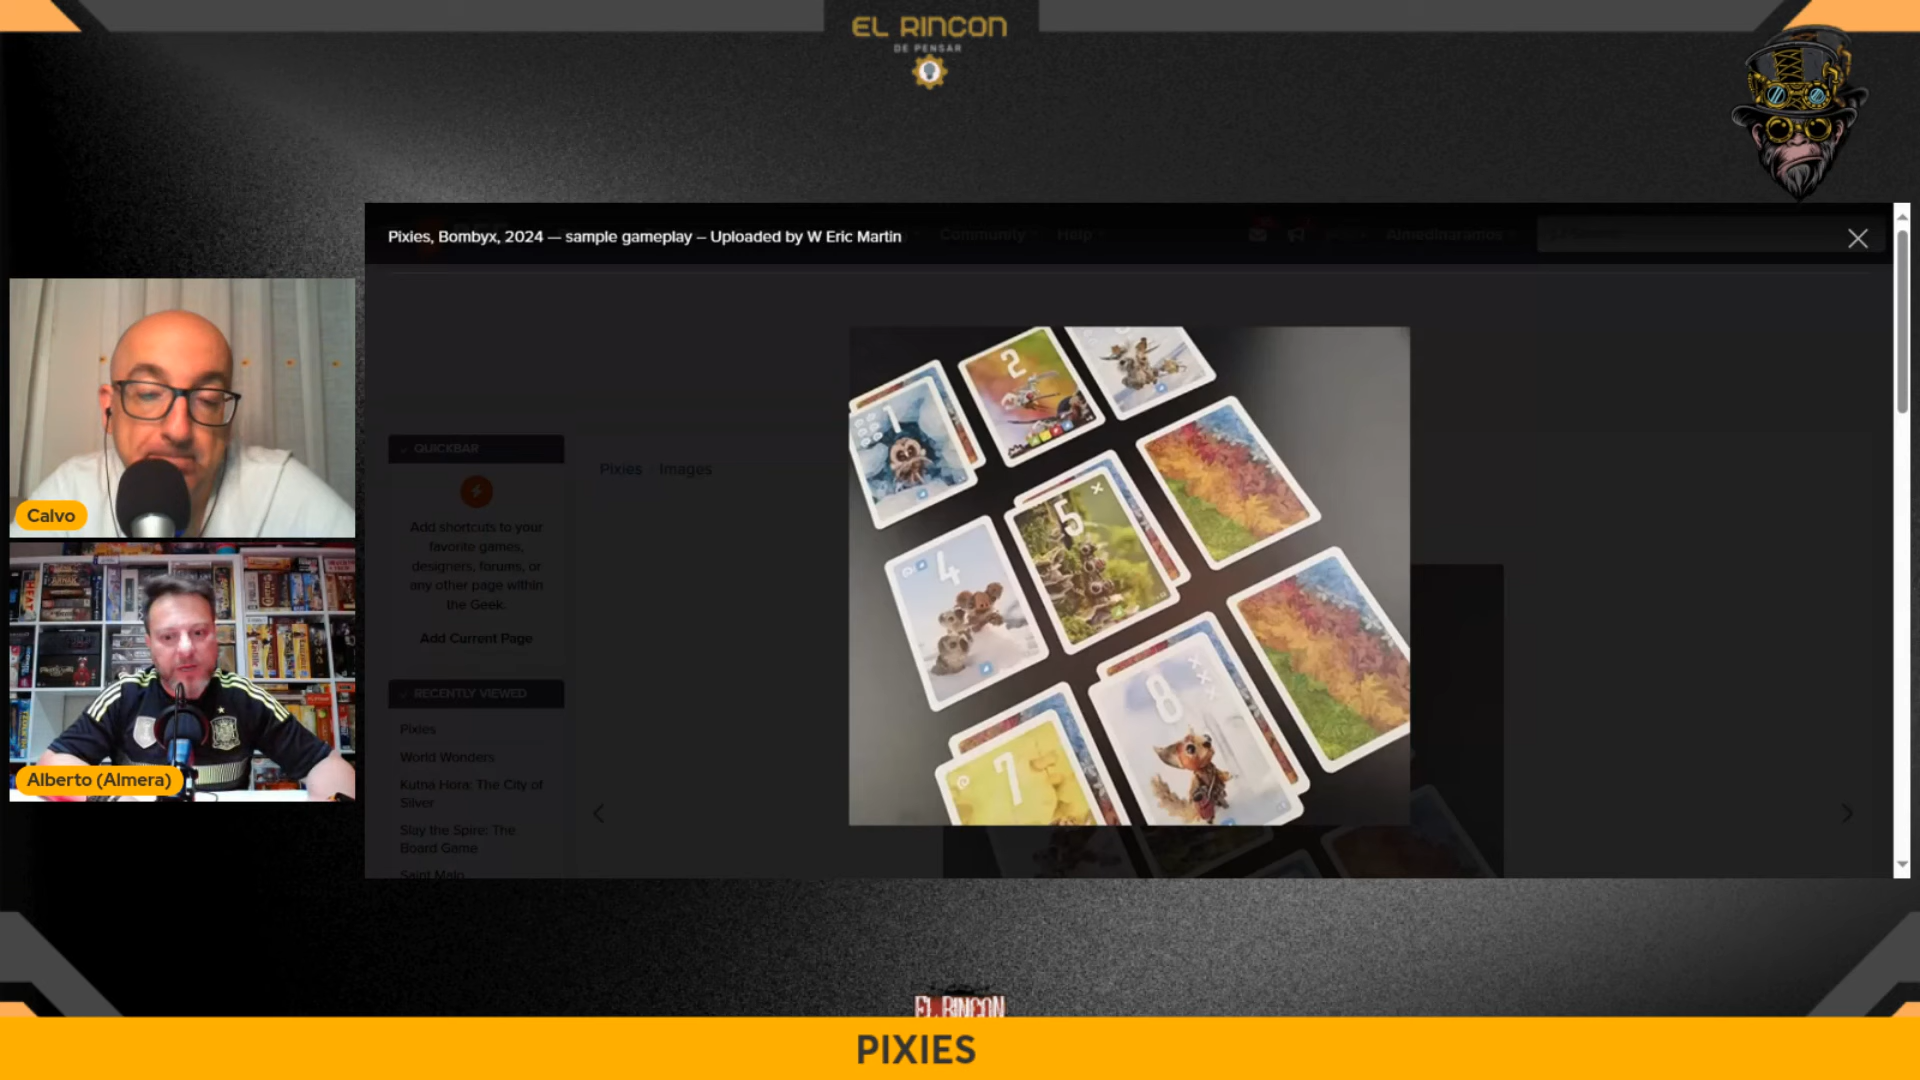 EL RINCON
DE PENSAR
Pixies, Bombyx, 2024 — sample gameplay – Uploaded by W Eric Martin
Community
Help
Almedinaramos
QUICKBAR
Add shortcuts to your
favorite games,
designers, forums, or
any other page within
the Geek.
Add Current Page
RECENTLY VIEWED
Pixies
World Wonders
Kutná Hora: The City of
Silver
Slay the Spire: The
Board Game
Saint Malo
Pixies
Images
1
2
4
5
7
8
Calvo
Alberto (Almera)
EL RINCON
PIXIES